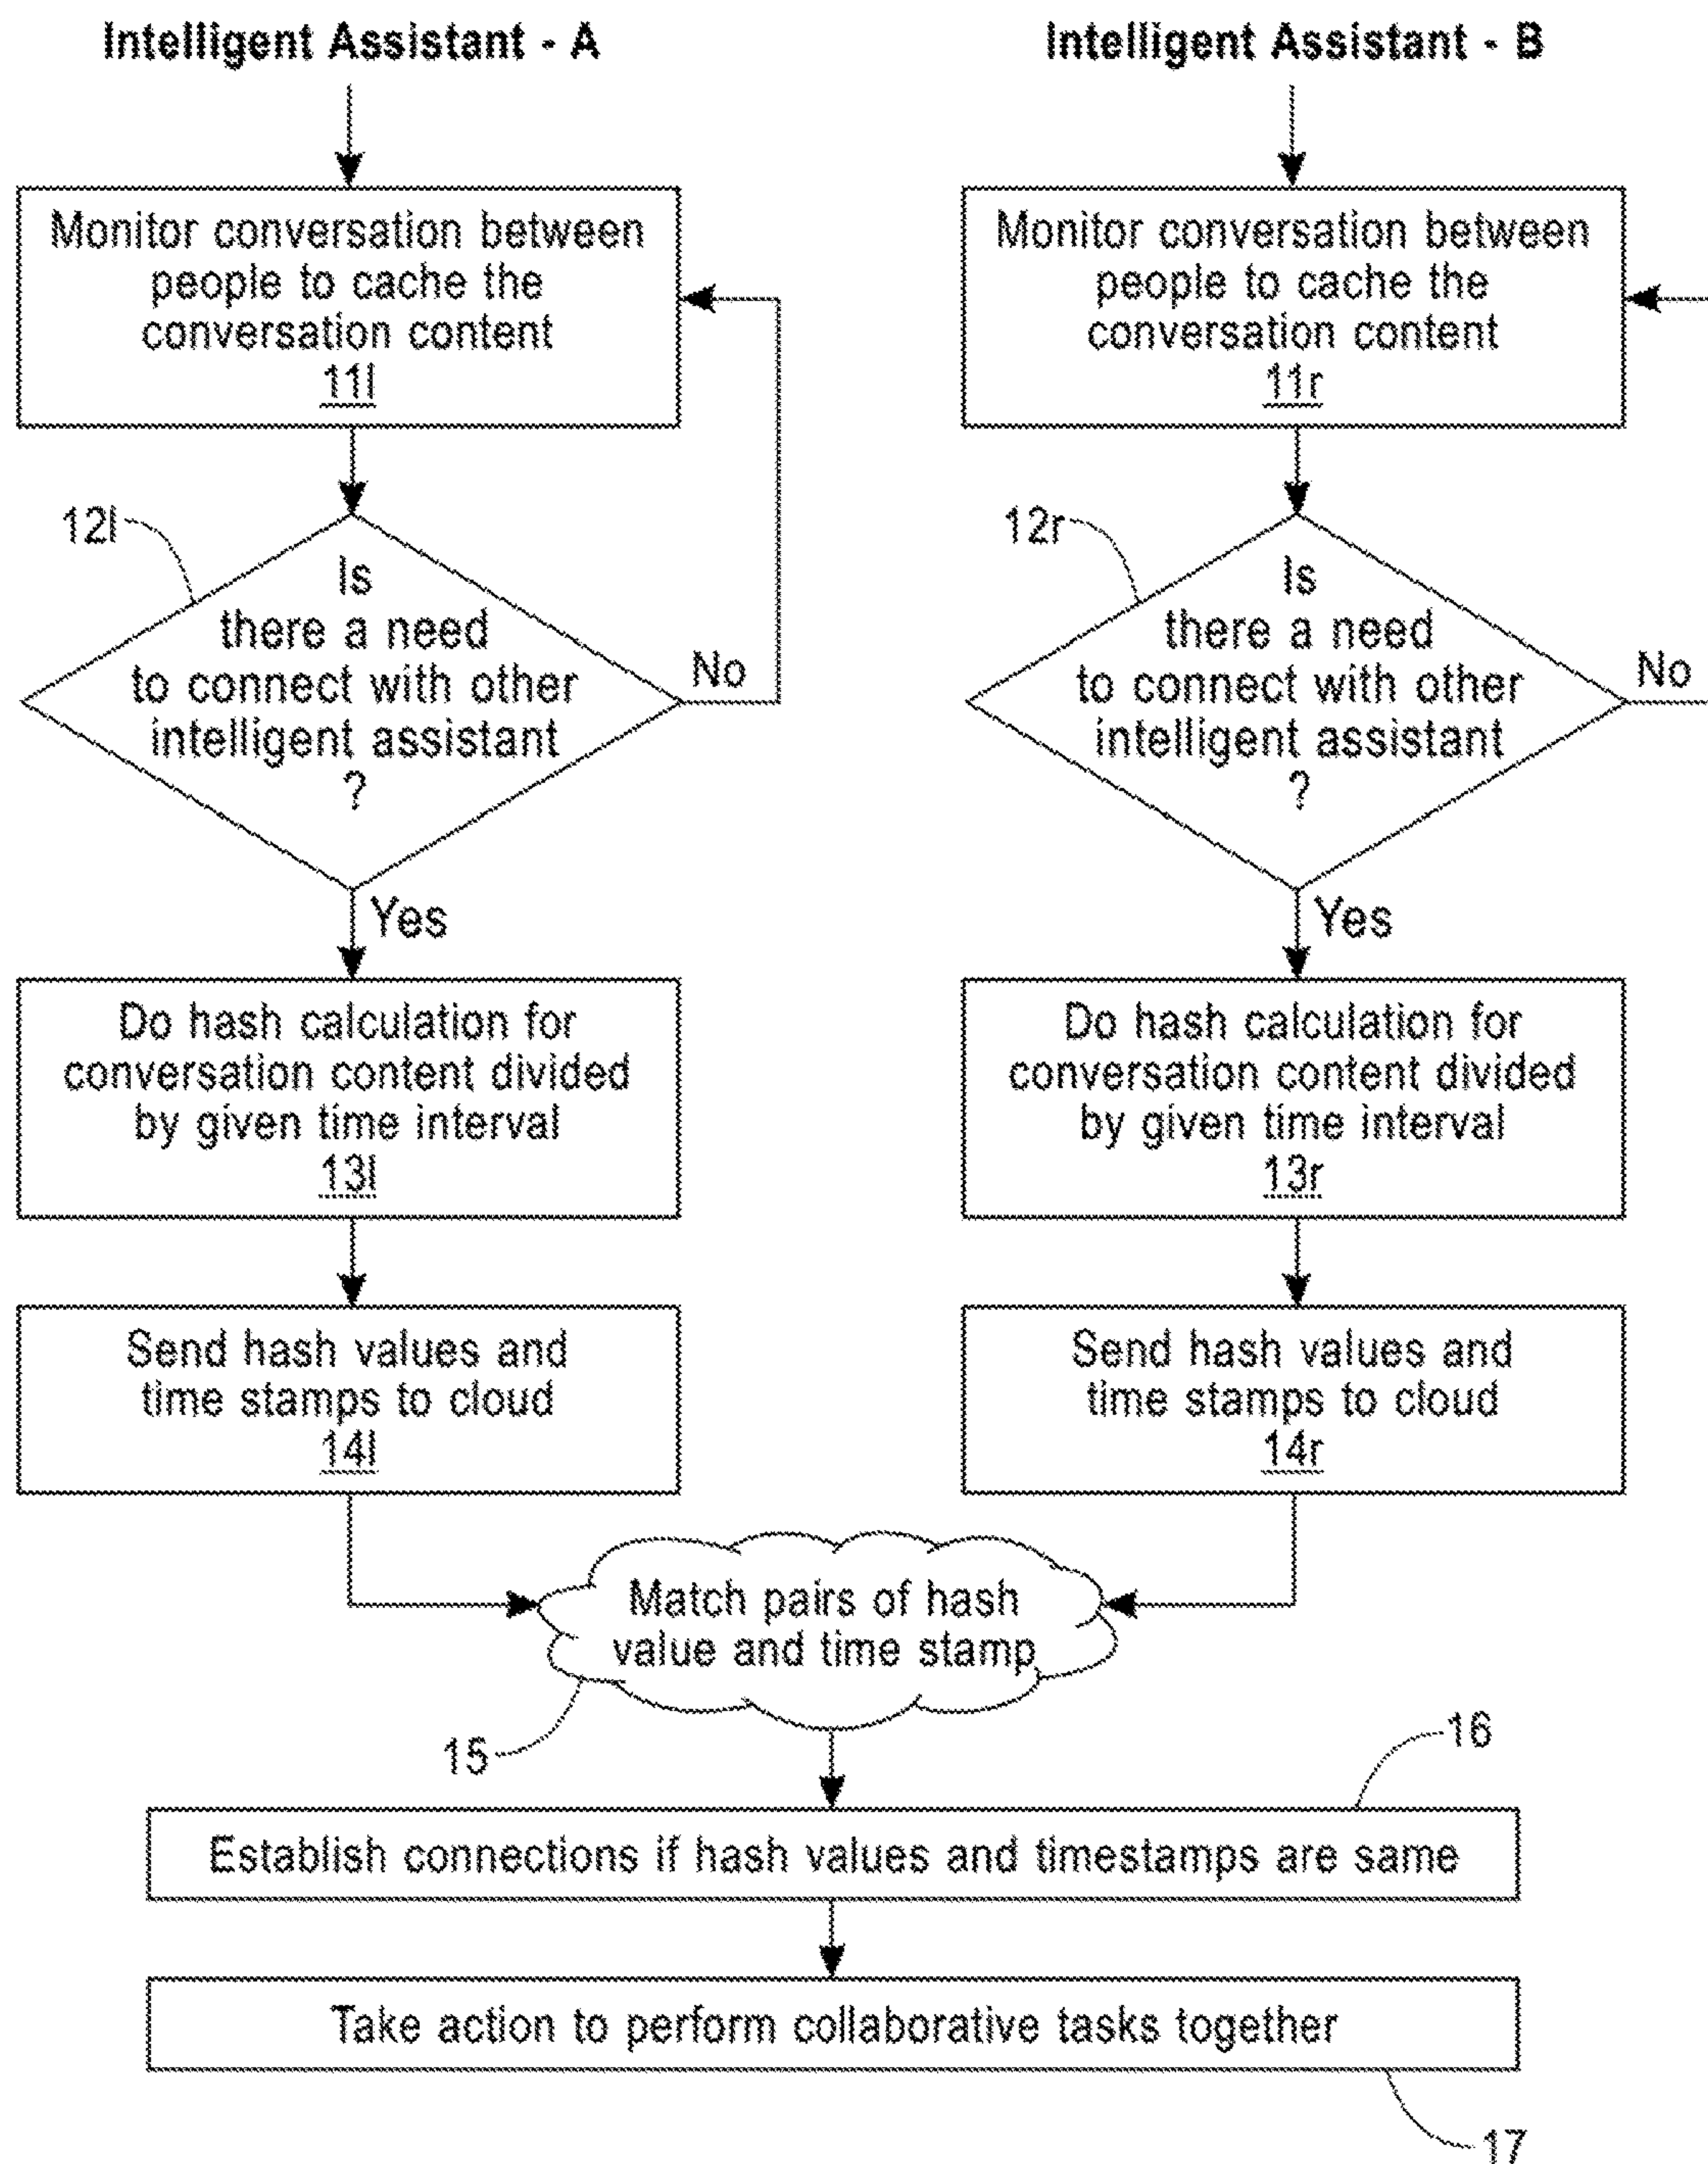 Intelligent Assistant - A
Monitor conversation between
people to cache the
conversation content
11l
12l
Is
there a need
to connect with other
intelligent assistant
?
No
Yes
Do hash calculation for
conversation content divided
by given time interval
13l
Send hash values and
time stamps to cloud
14l
Intelligent Assistant - B
Monitor conversation between
people to cache the
conversation content
11r
12r
Is
there a need
to connect with other
intelligent assistant
?
No
Yes
Do hash calculation for
conversation content divided
by given time interval
13r
Send hash values and
time stamps to cloud
14r
Match pairs of hash
value and time stamp
15
16
Establish connections if hash values and timestamps are same
Take action to perform collaborative tasks together
17